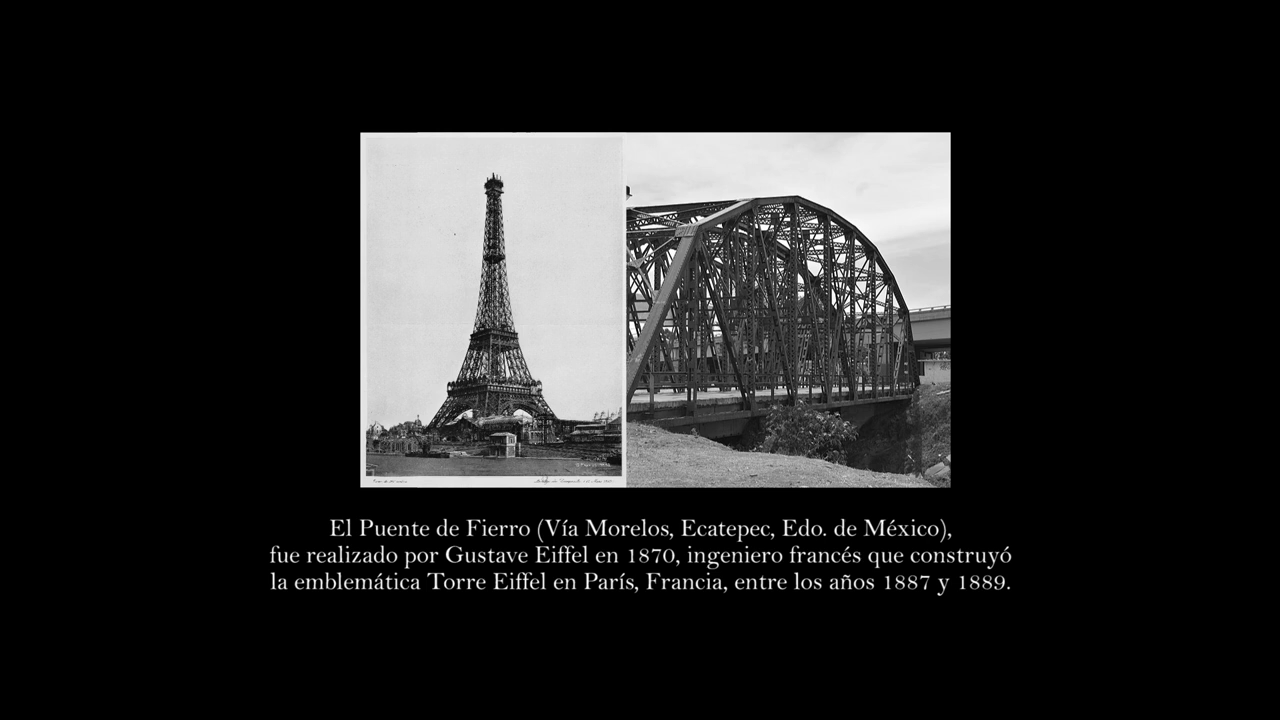 El Puente de Fierro (Vía Morelos, Ecatepec, Edo. de México),
fue realizado por Gustave Eiffel en 1870, ingeniero francés que construyó
la emblemática Torre Eiffel en París, Francia, entre los años 1887 y 1889.